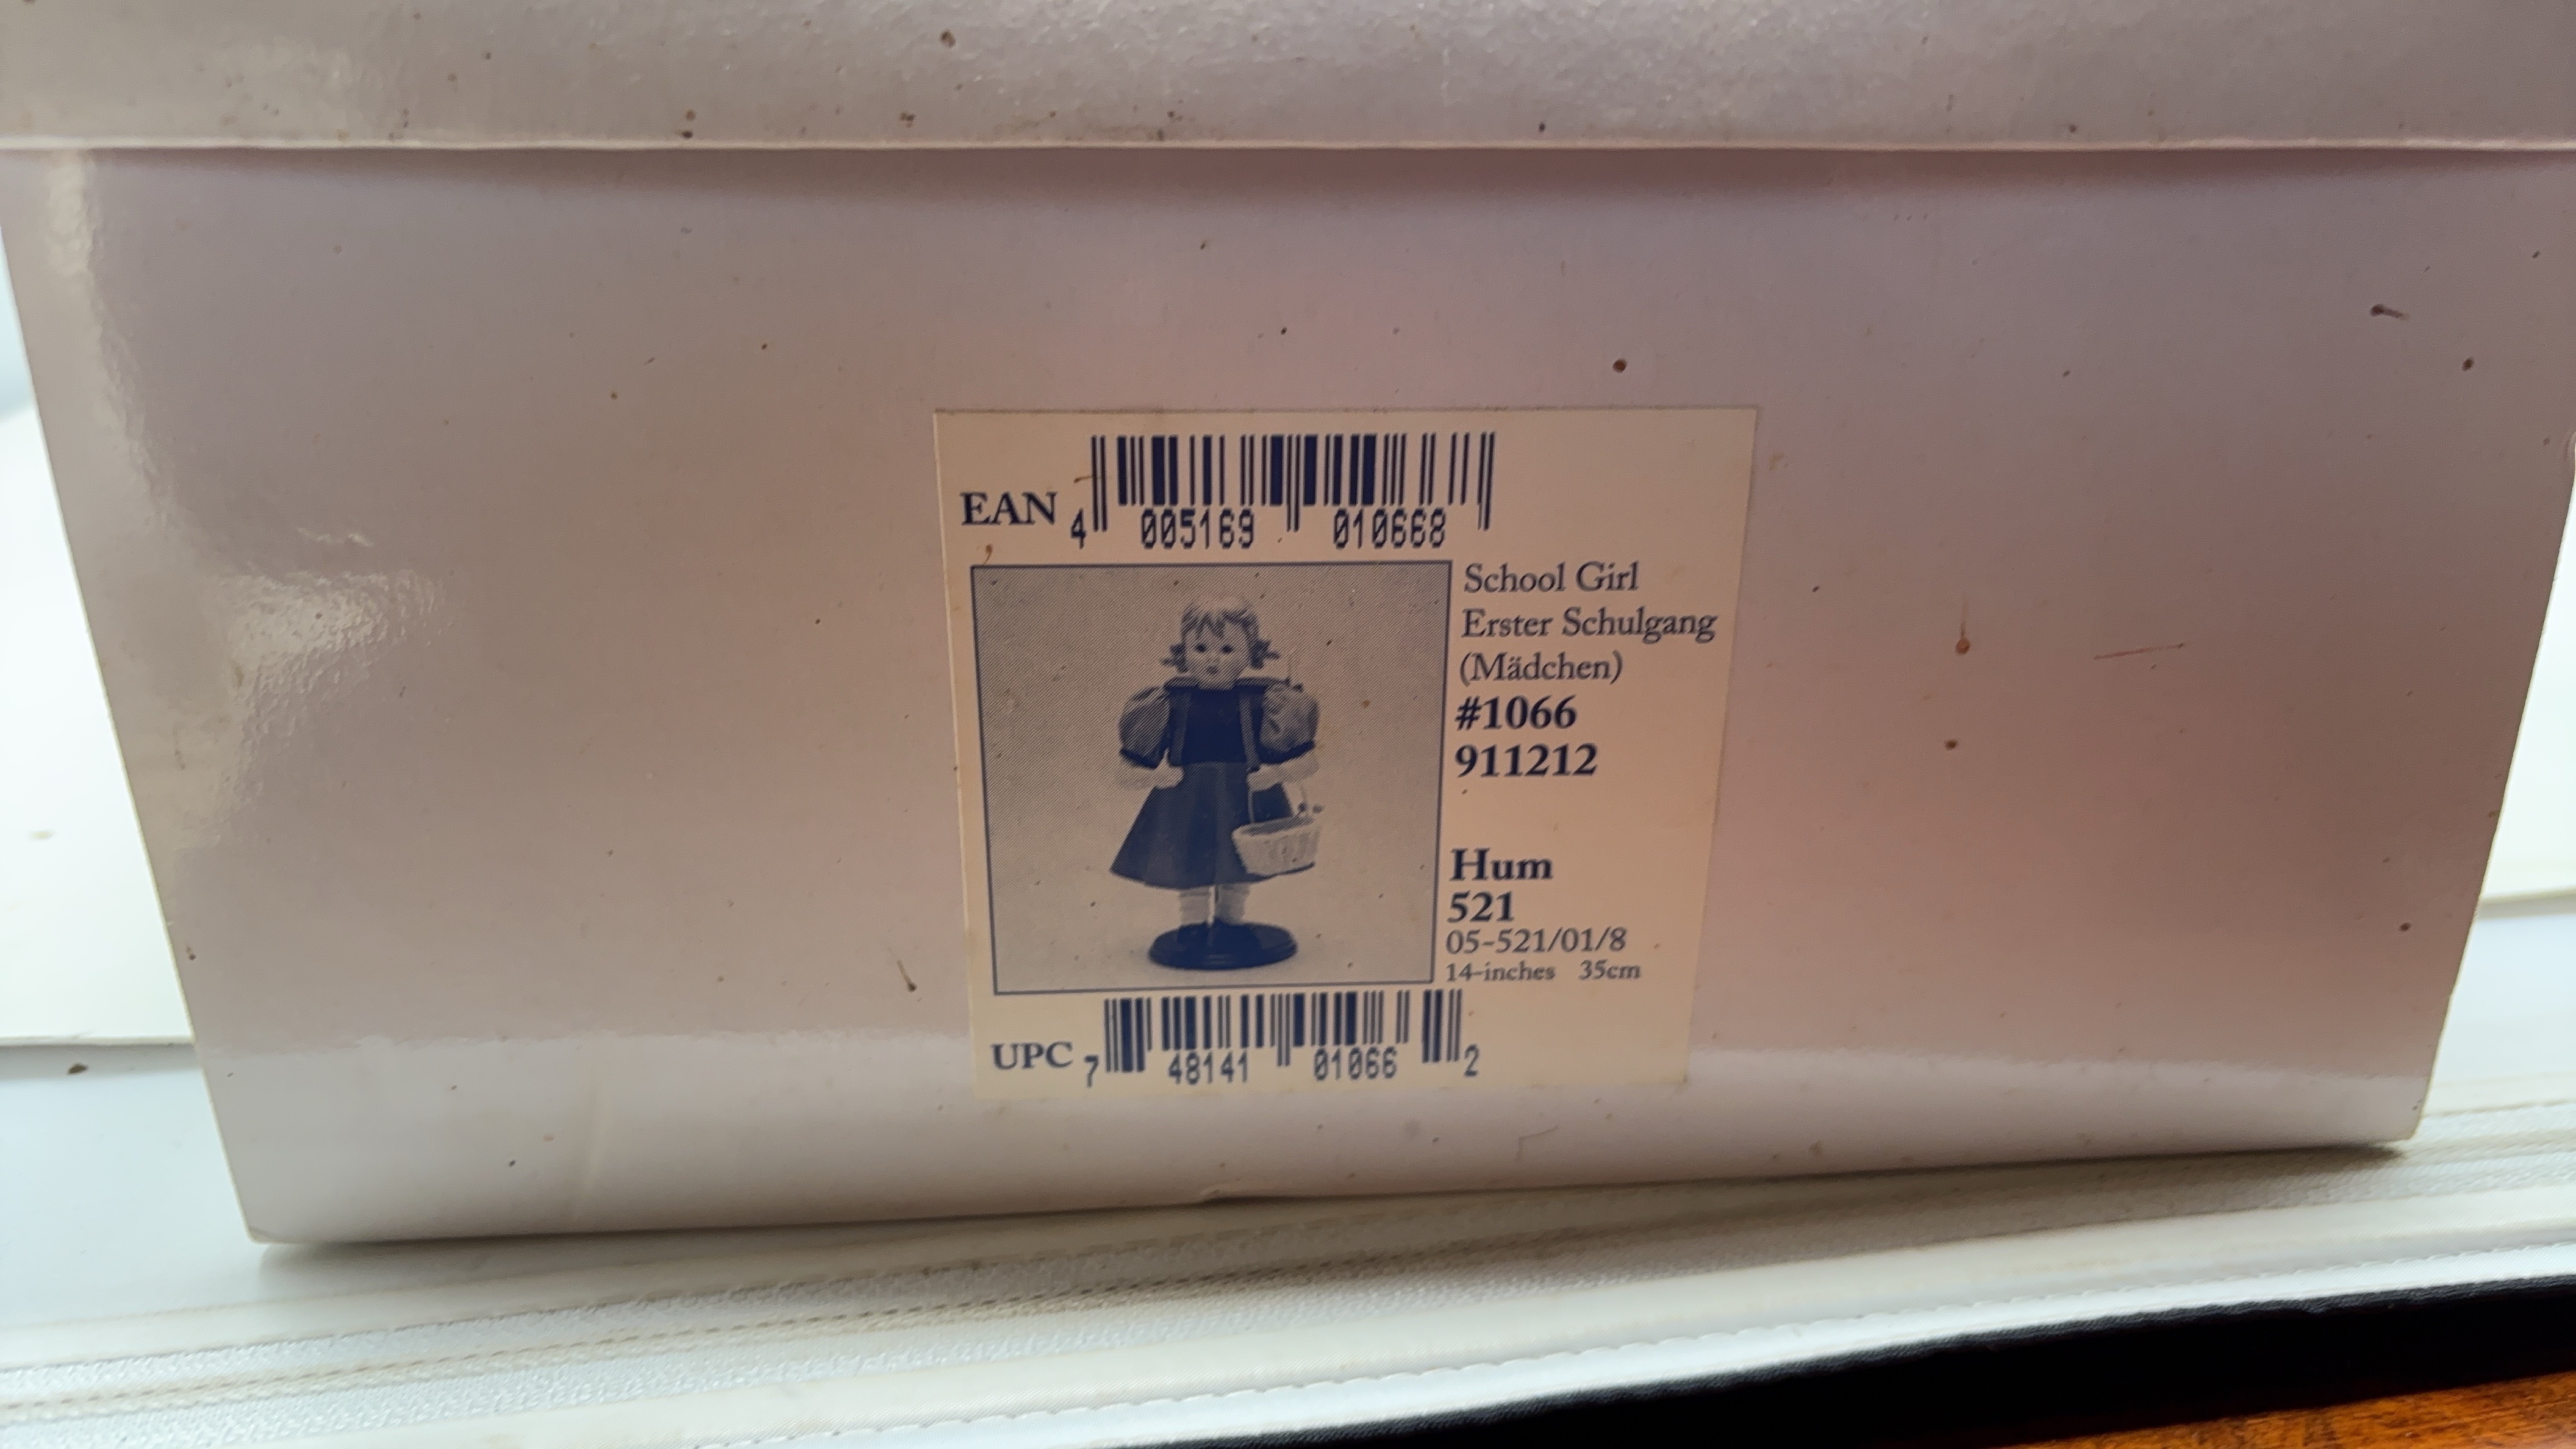 EAN 4 005169 010668
School Girl
Erster Schulgang
(Mädchen)
#1066
911212
Hum
521
05-521/01/8
14-inches 35cm
UPC 7 48141 01066 2